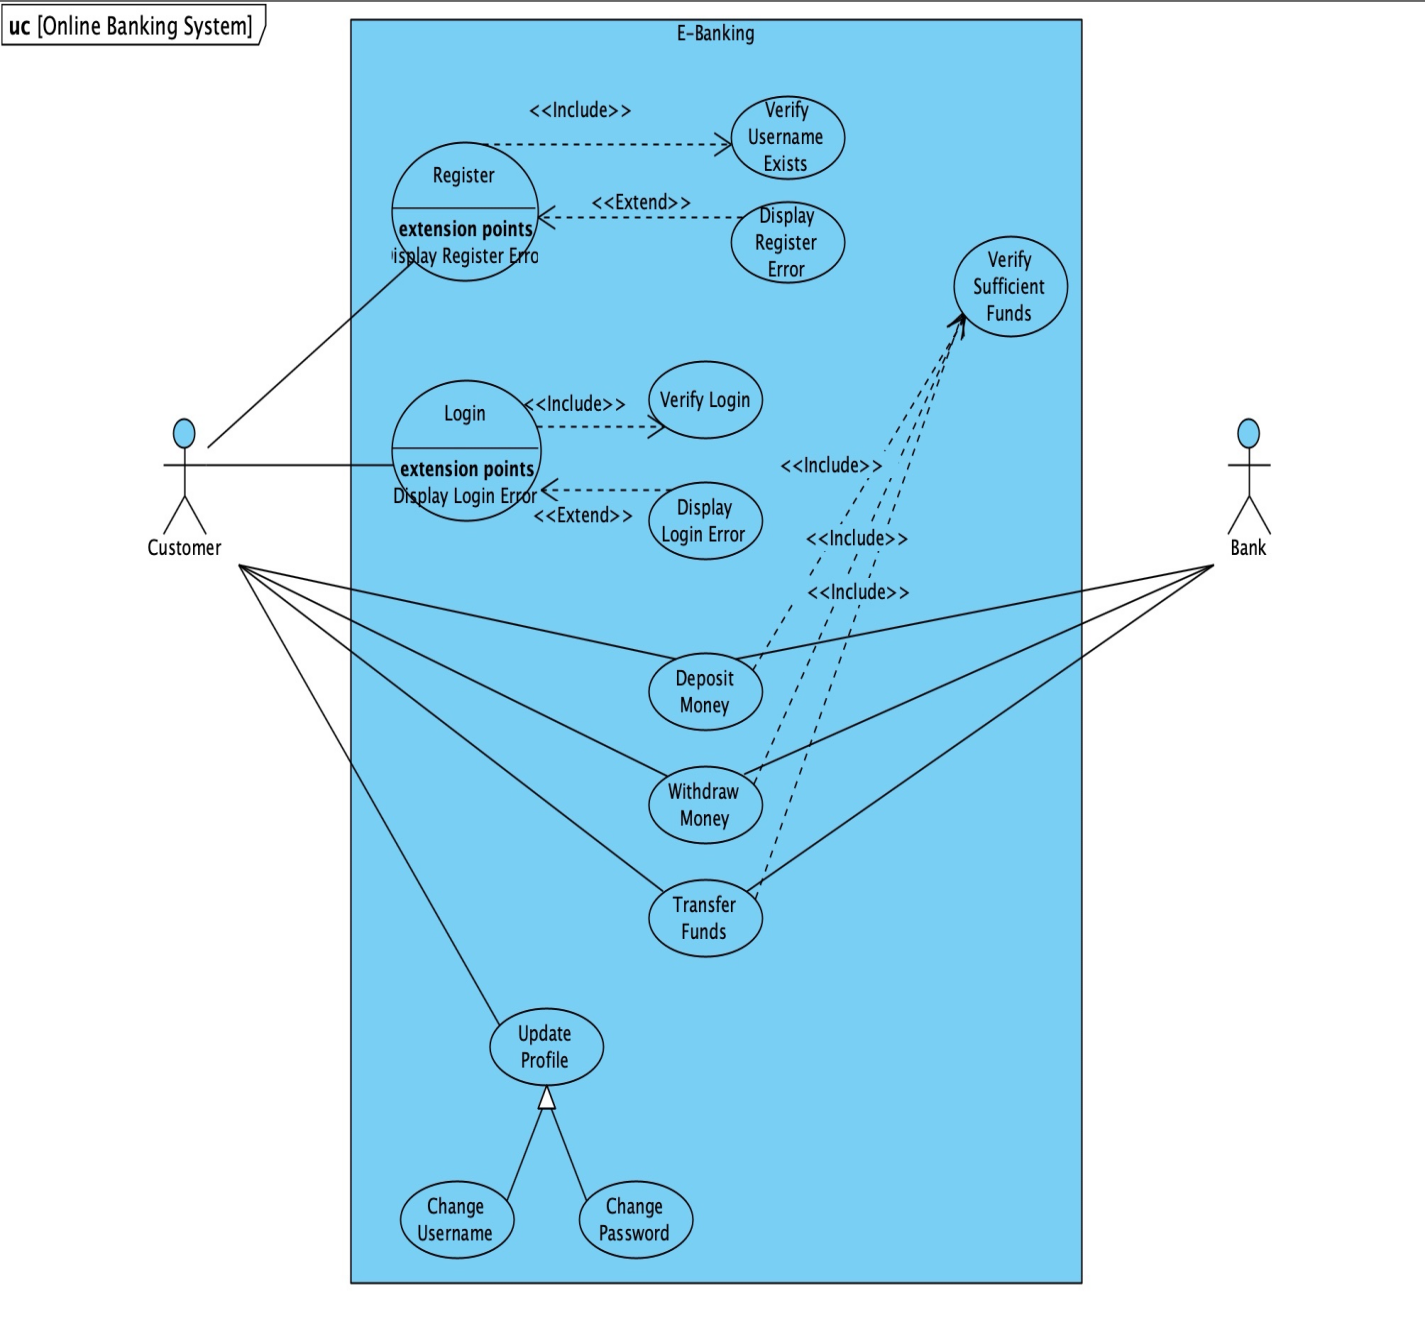 uc [Online Banking System]
E-Banking
<<Include>>
Verify
Username
Exists
Register
extension points
isplay Register Erro
<<Extend>>
Display
Register
Error
Verify
Sufficient
Funds
Login
extension points
Display Login Error
<<Include>>
Verify Login
<<Extend>>
Display
Login Error
<<Include>>
<<Include>>
<<Include>>
Customer
Bank
Deposit
Money
Withdraw
Money
Transfer
Funds
Update
Profile
Change
Username
Change
Password